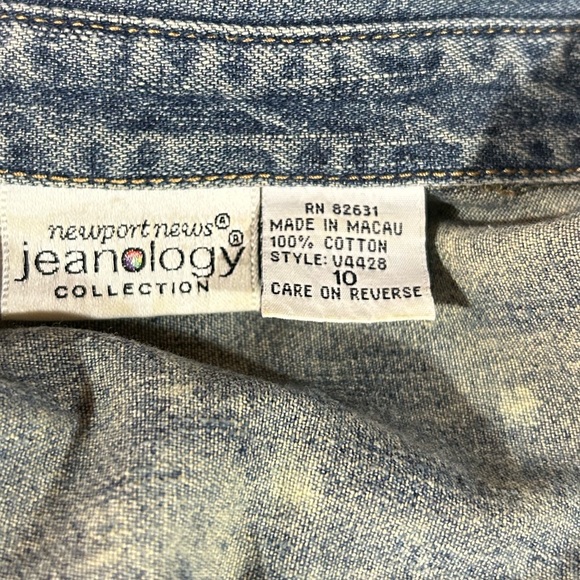 newport news®
jeanology®
COLLECTION
RN 82631
MADE IN MACAU
100% COTTON
STYLE: V4428
10
CARE ON REVERSE